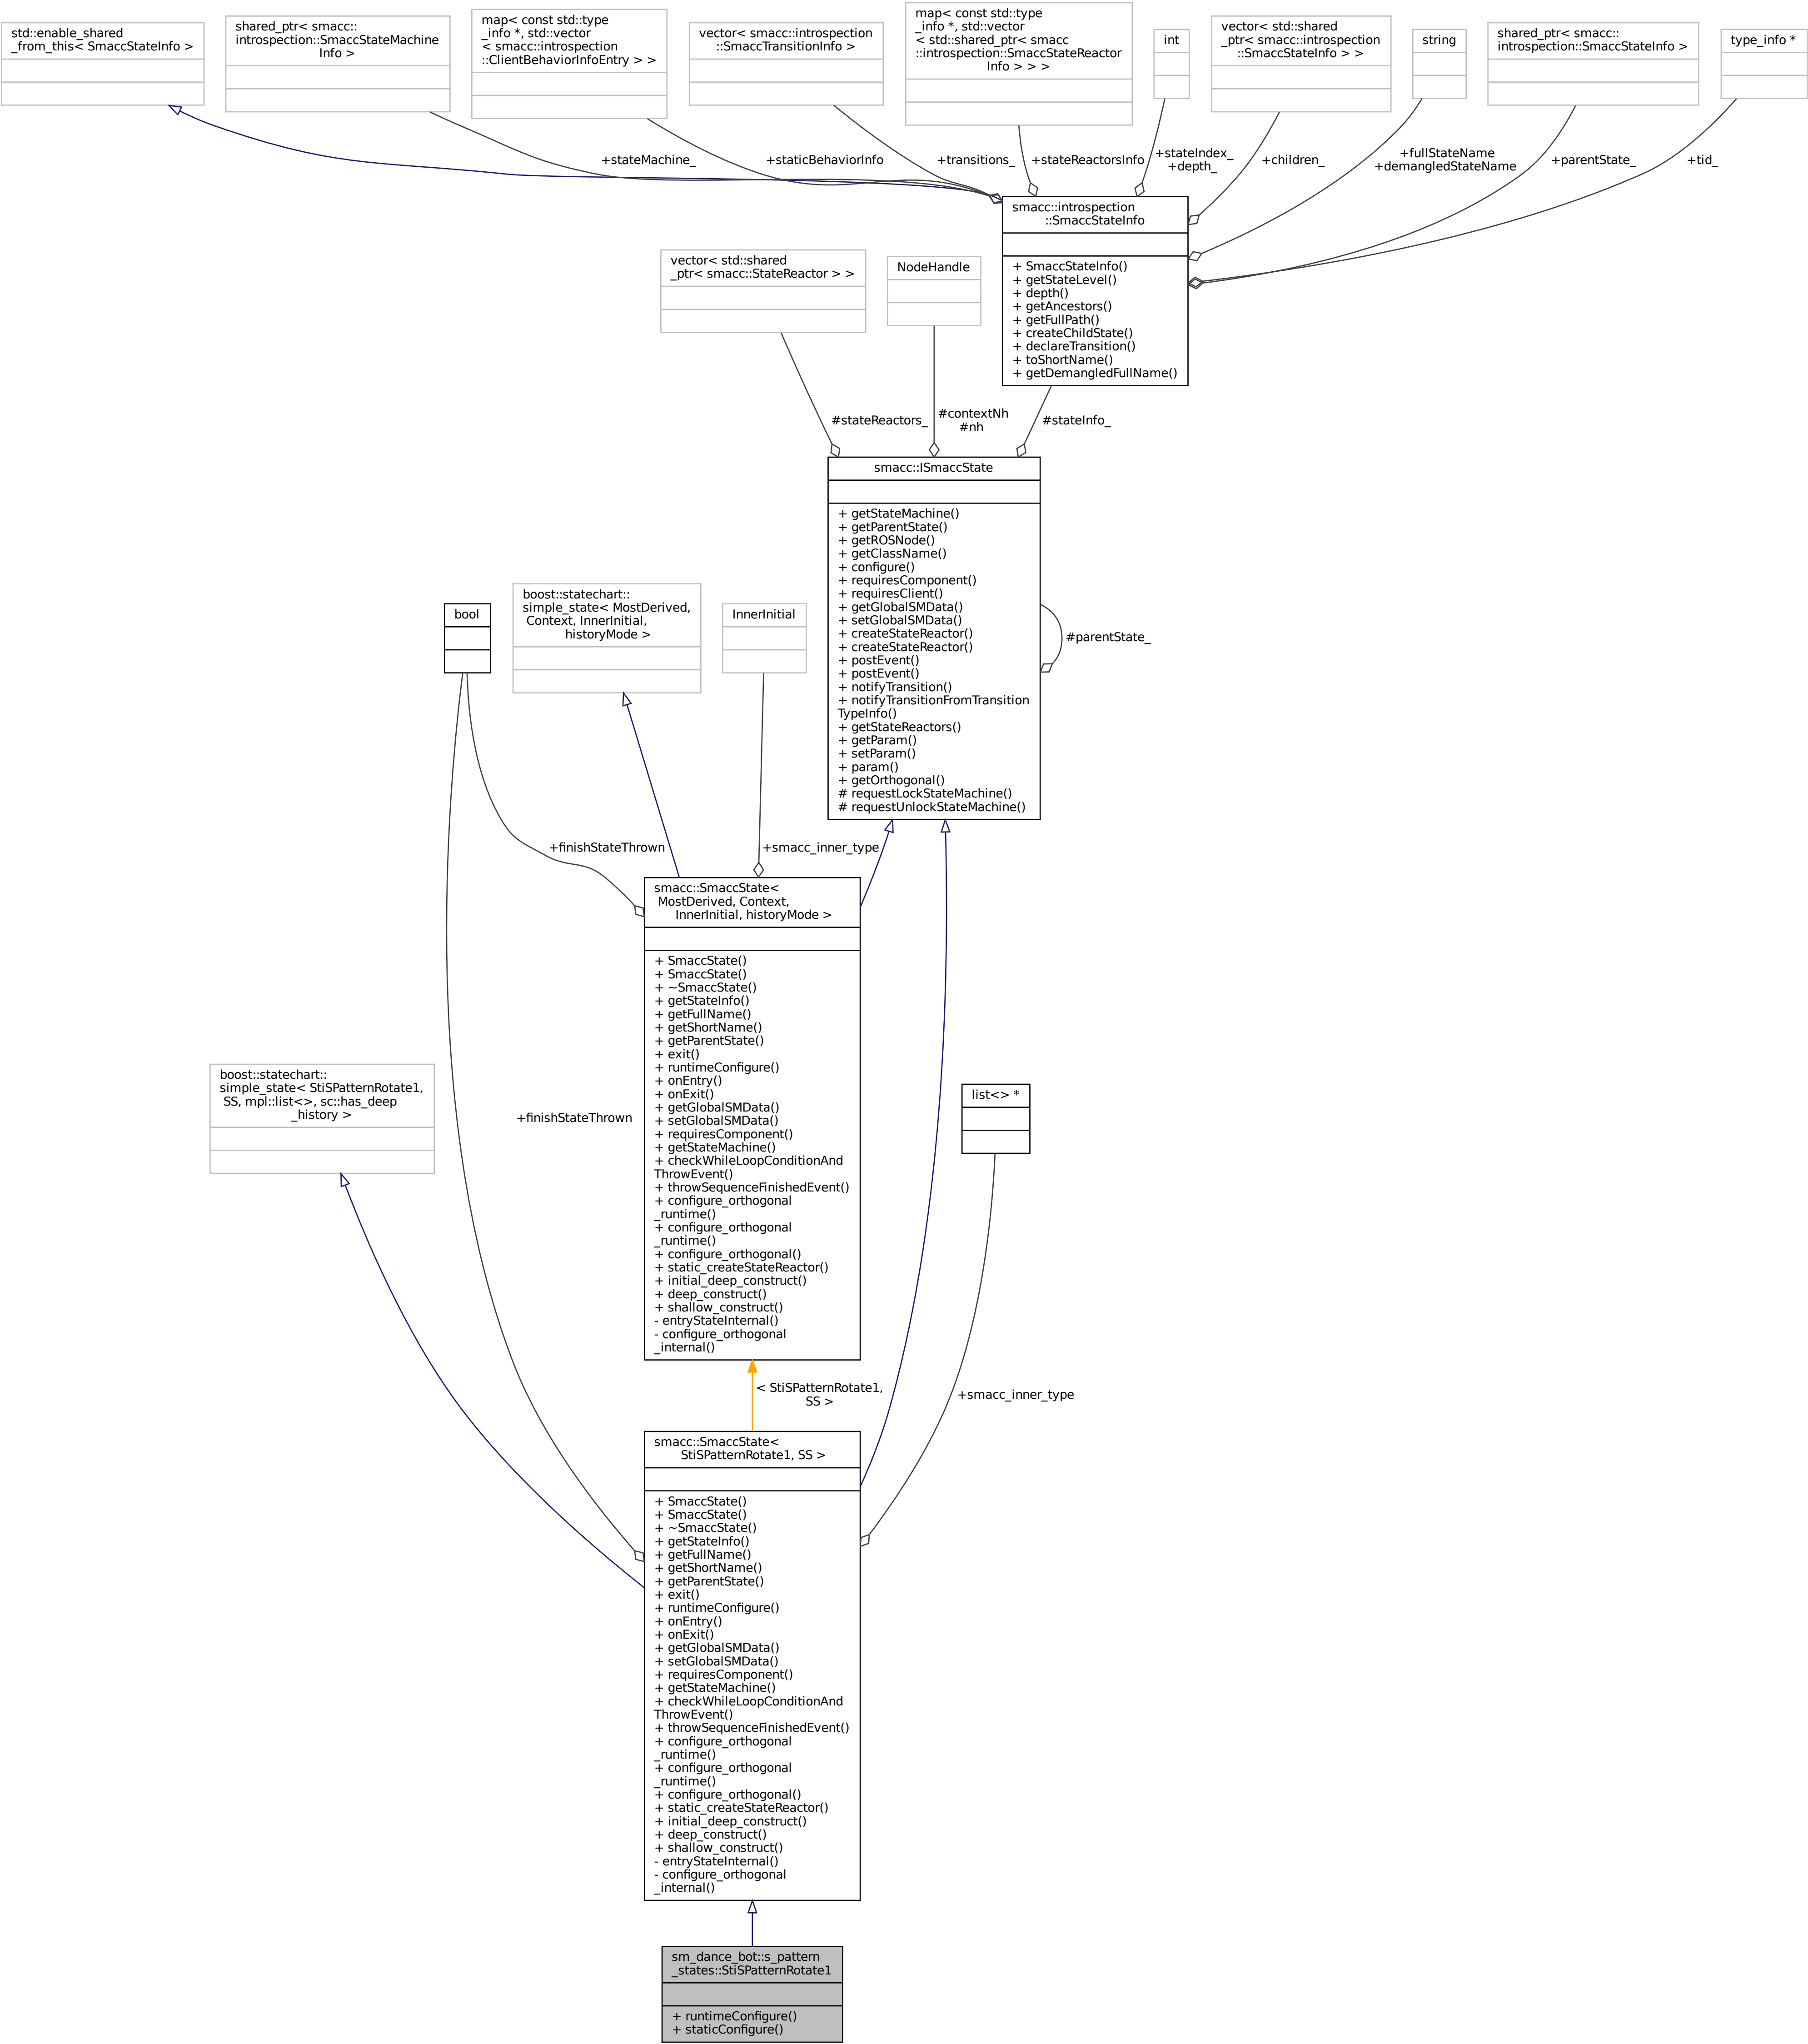 std::enable_shared
_from_this< SmaccStateInfo >
shared_ptr< smacc::
introspection::SmaccStateMachine
Info >
map< const std::type
_info *, std::vector
< smacc::introspection
::ClientBehaviorInfoEntry > >
vector< smacc::introspection
::SmaccTransitionInfo >
map< const std::type
_info *, std::vector
< std::shared_ptr< smacc
::introspection::SmaccStateReactor
Info > > >
int
vector< std::shared
_ptr< smacc::introspection
::SmaccStateInfo > >
string
shared_ptr< smacc::
introspection::SmaccStateInfo >
type_info *
+stateMachine_
+staticBehaviorInfo
+transitions_
+stateReactorsInfo
+stateIndex_
+depth_
+children_
+fullStateName
+demangledStateName
+parentState_
+tid_
smacc::introspection
::SmaccStateInfo
+ SmaccStateInfo()
+ getStateLevel()
+ depth()
+ getAncestors()
+ getFullPath()
+ createChildState()
+ declareTransition()
+ toShortName()
+ getDemangledFullName()
vector< std::shared
_ptr< smacc::StateReactor > >
NodeHandle
#stateReactors_
#contextNh
#nh
#stateInfo_
smacc::ISmaccState
+ getStateMachine()
+ getParentState()
+ getROSNode()
+ getClassName()
+ configure()
+ requiresComponent()
+ requiresClient()
+ getGlobalSMData()
+ setGlobalSMData()
+ createStateReactor()
+ createStateReactor()
+ postEvent()
+ postEvent()
+ notifyTransition()
+ notifyTransitionFromTransition
TypeInfo()
+ getStateReactors()
+ getParam()
+ setParam()
+ param()
+ getOrthogonal()
# requestLockStateMachine()
# requestUnlockStateMachine()
#parentState_
bool
boost::statechart::
simple_state< MostDerived,
Context, InnerInitial,
historyMode >
InnerInitial
+finishStateThrown
+smacc_inner_type
smacc::SmaccState<
MostDerived, Context,
InnerInitial, historyMode >
+ SmaccState()
+ SmaccState()
+ ~SmaccState()
+ getStateInfo()
+ getFullName()
+ getShortName()
+ getParentState()
+ exit()
+ runtimeConfigure()
+ onEntry()
+ onExit()
+ getGlobalSMData()
+ setGlobalSMData()
+ requiresComponent()
+ getStateMachine()
+ checkWhileLoopConditionAnd
ThrowEvent()
+ throwSequenceFinishedEvent()
+ configure_orthogonal
_runtime()
+ configure_orthogonal
_runtime()
+ configure_orthogonal()
+ static_createStateReactor()
+ initial_deep_construct()
+ deep_construct()
+ shallow_construct()
- entryStateInternal()
- configure_orthogonal
_internal()
boost::statechart::
simple_state< StiSPatternRotate1,
SS, mpl::list<>, sc::has_deep
_history >
+finishStateThrown
list<> *
< StiSPatternRotate1,
SS >
+smacc_inner_type
smacc::SmaccState<
StiSPatternRotate1, SS >
+ SmaccState()
+ SmaccState()
+ ~SmaccState()
+ getStateInfo()
+ getFullName()
+ getShortName()
+ getParentState()
+ exit()
+ runtimeConfigure()
+ onEntry()
+ onExit()
+ getGlobalSMData()
+ setGlobalSMData()
+ requiresComponent()
+ getStateMachine()
+ checkWhileLoopConditionAnd
ThrowEvent()
+ throwSequenceFinishedEvent()
+ configure_orthogonal
_runtime()
+ configure_orthogonal
_runtime()
+ configure_orthogonal()
+ static_createStateReactor()
+ initial_deep_construct()
+ deep_construct()
+ shallow_construct()
- entryStateInternal()
- configure_orthogonal
_internal()
sm_dance_bot::s_pattern
_states::StiSPatternRotate1
+ runtimeConfigure()
+ staticConfigure()